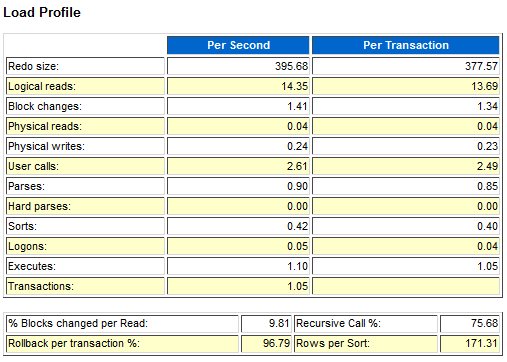 Load Profile
Per Second Per Transaction
Redo size: 395.68 377.57
Logical reads: 14.35 13.69
Block changes: 1.41 1.34
Physical reads: 0.04 0.04
Physical writes: 0.24 0.23
User calls: 2.61 2.49
Parses: 0.90 0.85
Hard parses: 0.00 0.00
Sorts: 0.42 0.40
Logons: 0.05 0.04
Executes: 1.10 1.05
Transactions: 1.05
% Blocks changed per Read: 9.81 Recursive Call %: 75.68
Rollback per transaction %: 96.79 Rows per Sort: 171.31